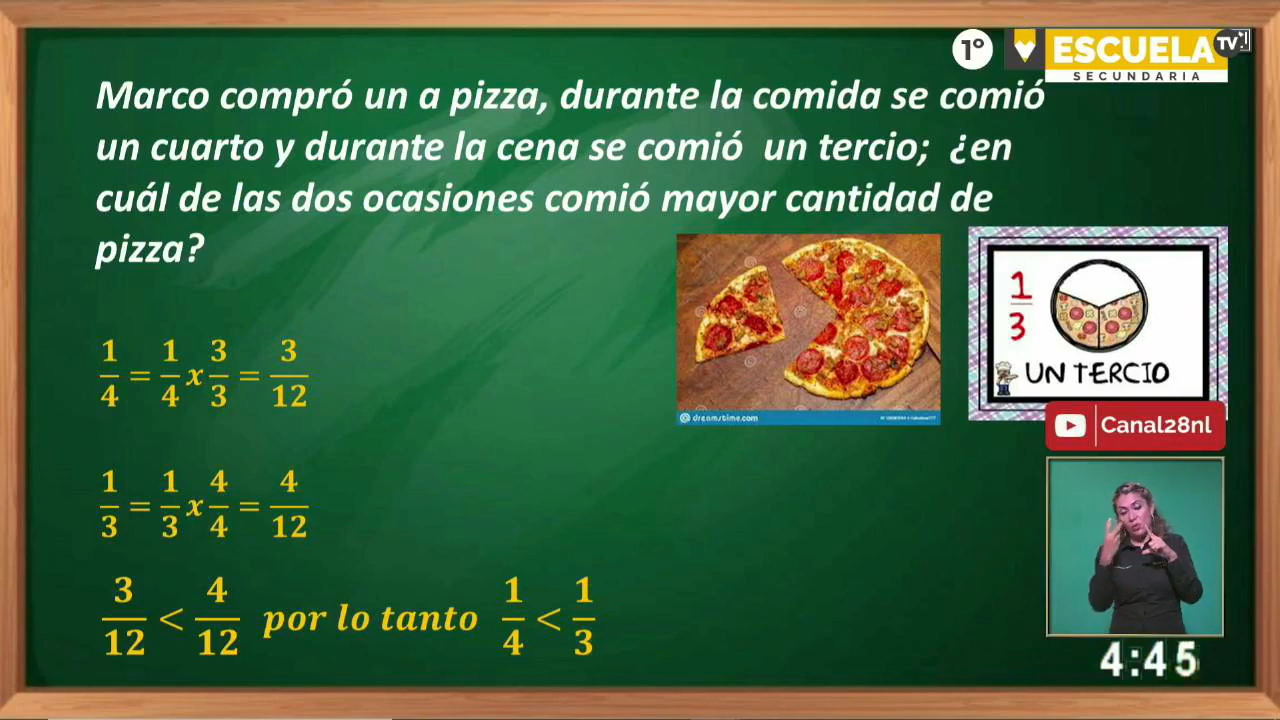 1º
ESCUELA TV
SECUNDARIA
Marco compró un a pizza, durante la comida se comió
un cuarto y durante la cena se comió un tercio; ¿en
cuál de las dos ocasiones comió mayor cantidad de
pizza?
1/4 = 1/4 x 3/3 = 3/12
1/3 = 1/3 x 4/4 = 4/12
3/12 < 4/12 por lo tanto 1/4 < 1/3
dreamstime.com
1/3
UN TERCIO
Canal28nl
4:45